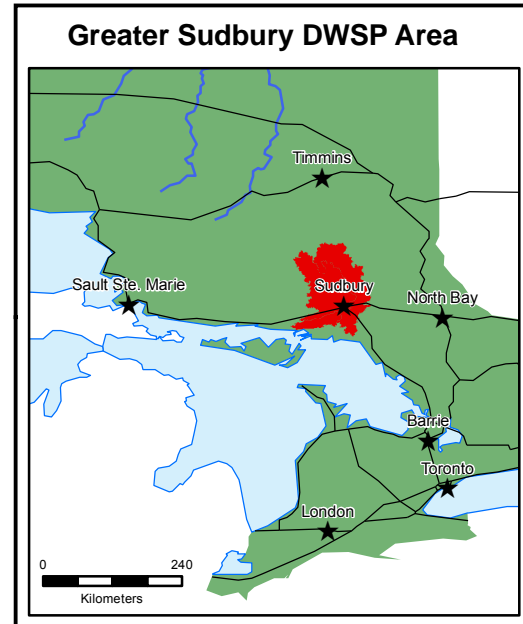 Greater Sudbury DWSP Area
Timmins
Sault Ste. Marie
Sudbury
North Bay
Barrie
Toronto
London
0 240
Kilometers